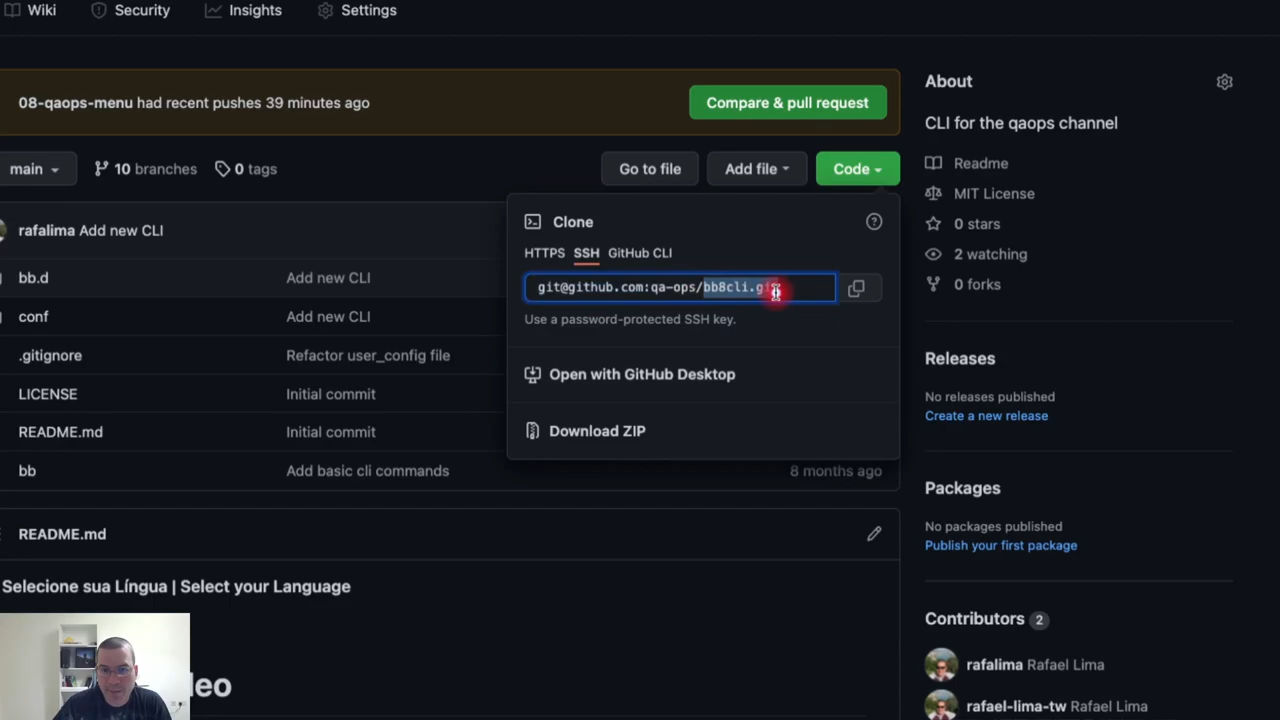 Wiki Security Insights Settings
08-qaops-menu had recent pushes 39 minutes ago Compare & pull request
main 10 branches 0 tags Go to file Add file Code
rafalima Add new CLI
bb.d Add new CLI
conf Add new CLI
.gitignore Refactor user_config file
LICENSE Initial commit
README.md Initial commit
bb Add basic cli commands 8 months ago
Clone
HTTPS SSH GitHub CLI
git@github.com:qa-ops/bb8cli.git
Use a password-protected SSH key.
Open with GitHub Desktop
Download ZIP
README.md
Selecione sua Língua | Select your Language
About
CLI for the qaops channel
Readme
MIT License
0 stars
2 watching
0 forks
Releases
No releases published
Create a new release
Packages
No packages published
Publish your first package
Contributors 2
rafalima Rafael Lima
rafael-lima-tw Rafael Lima